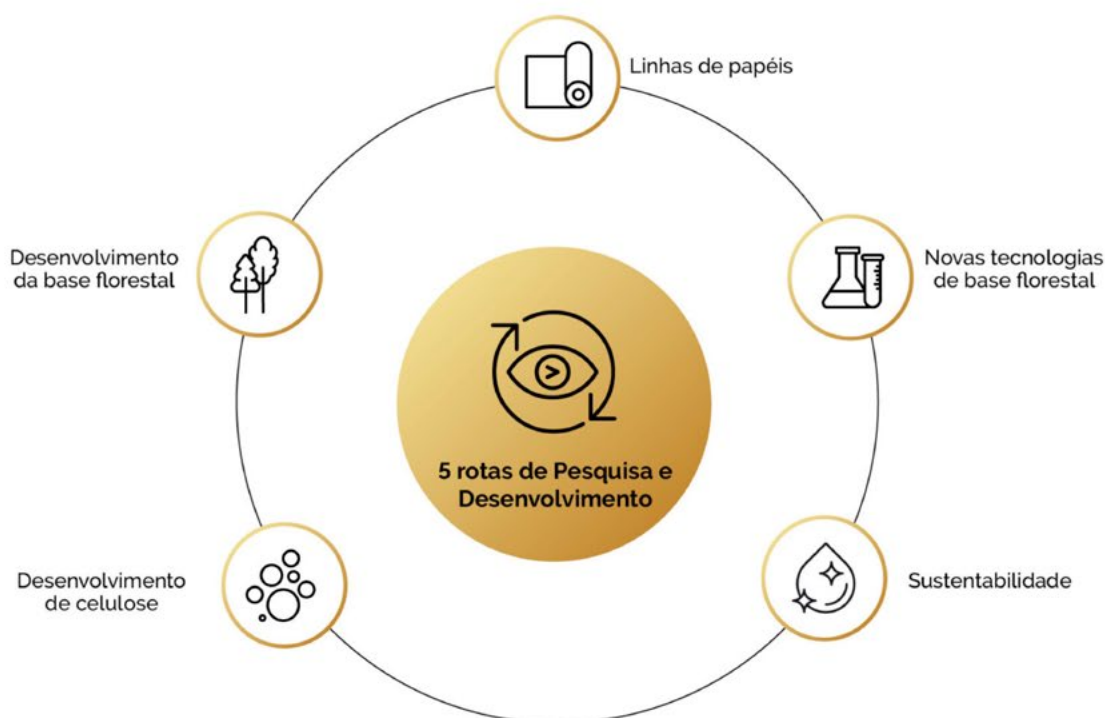 Linhas de papéis
Desenvolvimento
da base florestal
Novas tecnologias
de base florestal
5 rotas de Pesquisa e
Desenvolvimento
Desenvolvimento
de celulose
Sustentabilidade